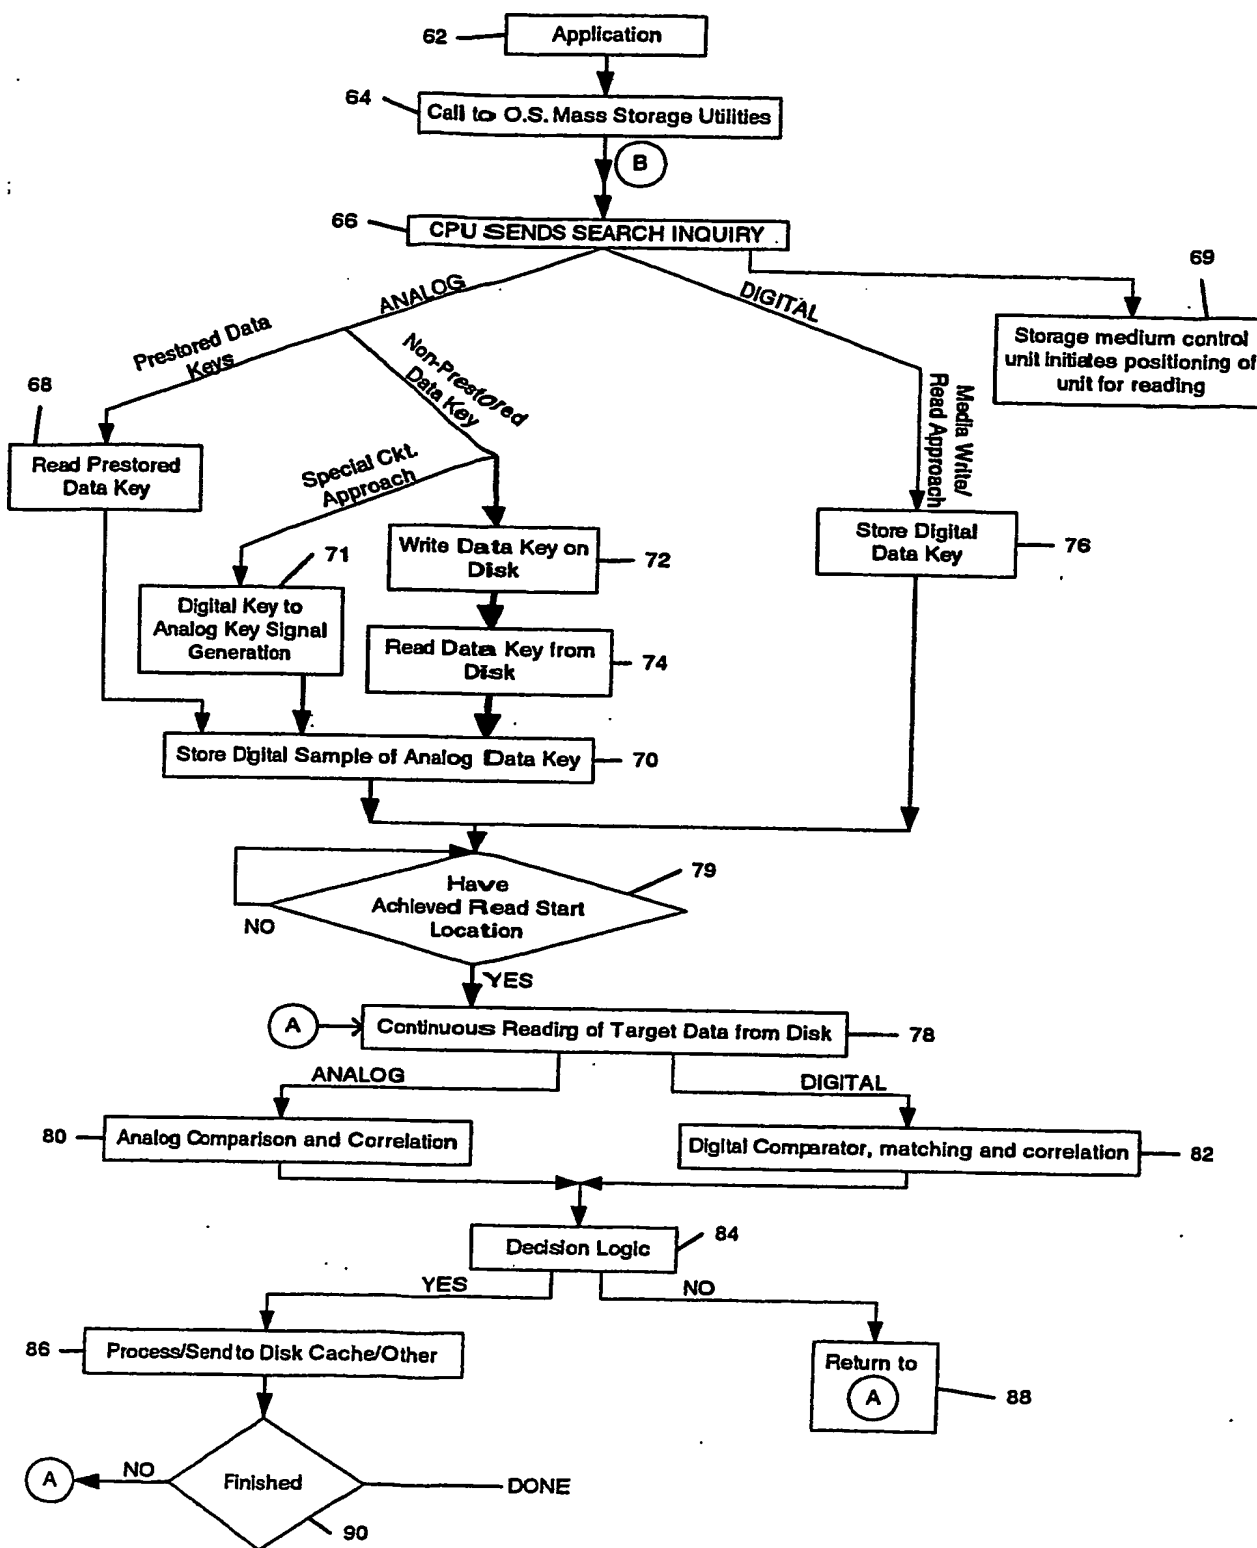 62
Application
64
Call to O.S. Mass Storage Utilities
B
66
CPU SENDS SEARCH INQUIRY
69
ANALOG
DIGITAL
Storage medium control
unit initiates positioning of
unit for reading
Prestored Data
Keys
Non-Prestored
Data Key
Media Write/
Read Approach
68
Read Prestored
Data Key
Special Ckt.
Approach
71
Write Data Key on
Disk
72
Store Digital
Data Key
76
Digital Key to
Analog Key Signal
Generation
Read Data Key from
Disk
74
Store Digital Sample of Analog Data Key
70
79
Have
Achieved Read Start
Location
NO
YES
A
Continuous Reading of Target Data from Disk
78
ANALOG
DIGITAL
80
Analog Comparison and Correlation
Digital Comparator, matching and correlation
82
Decision Logic
84
YES
NO
86
Process/Send to Disk Cache/Other
Return to
A
88
A
NO
Finished
DONE
90